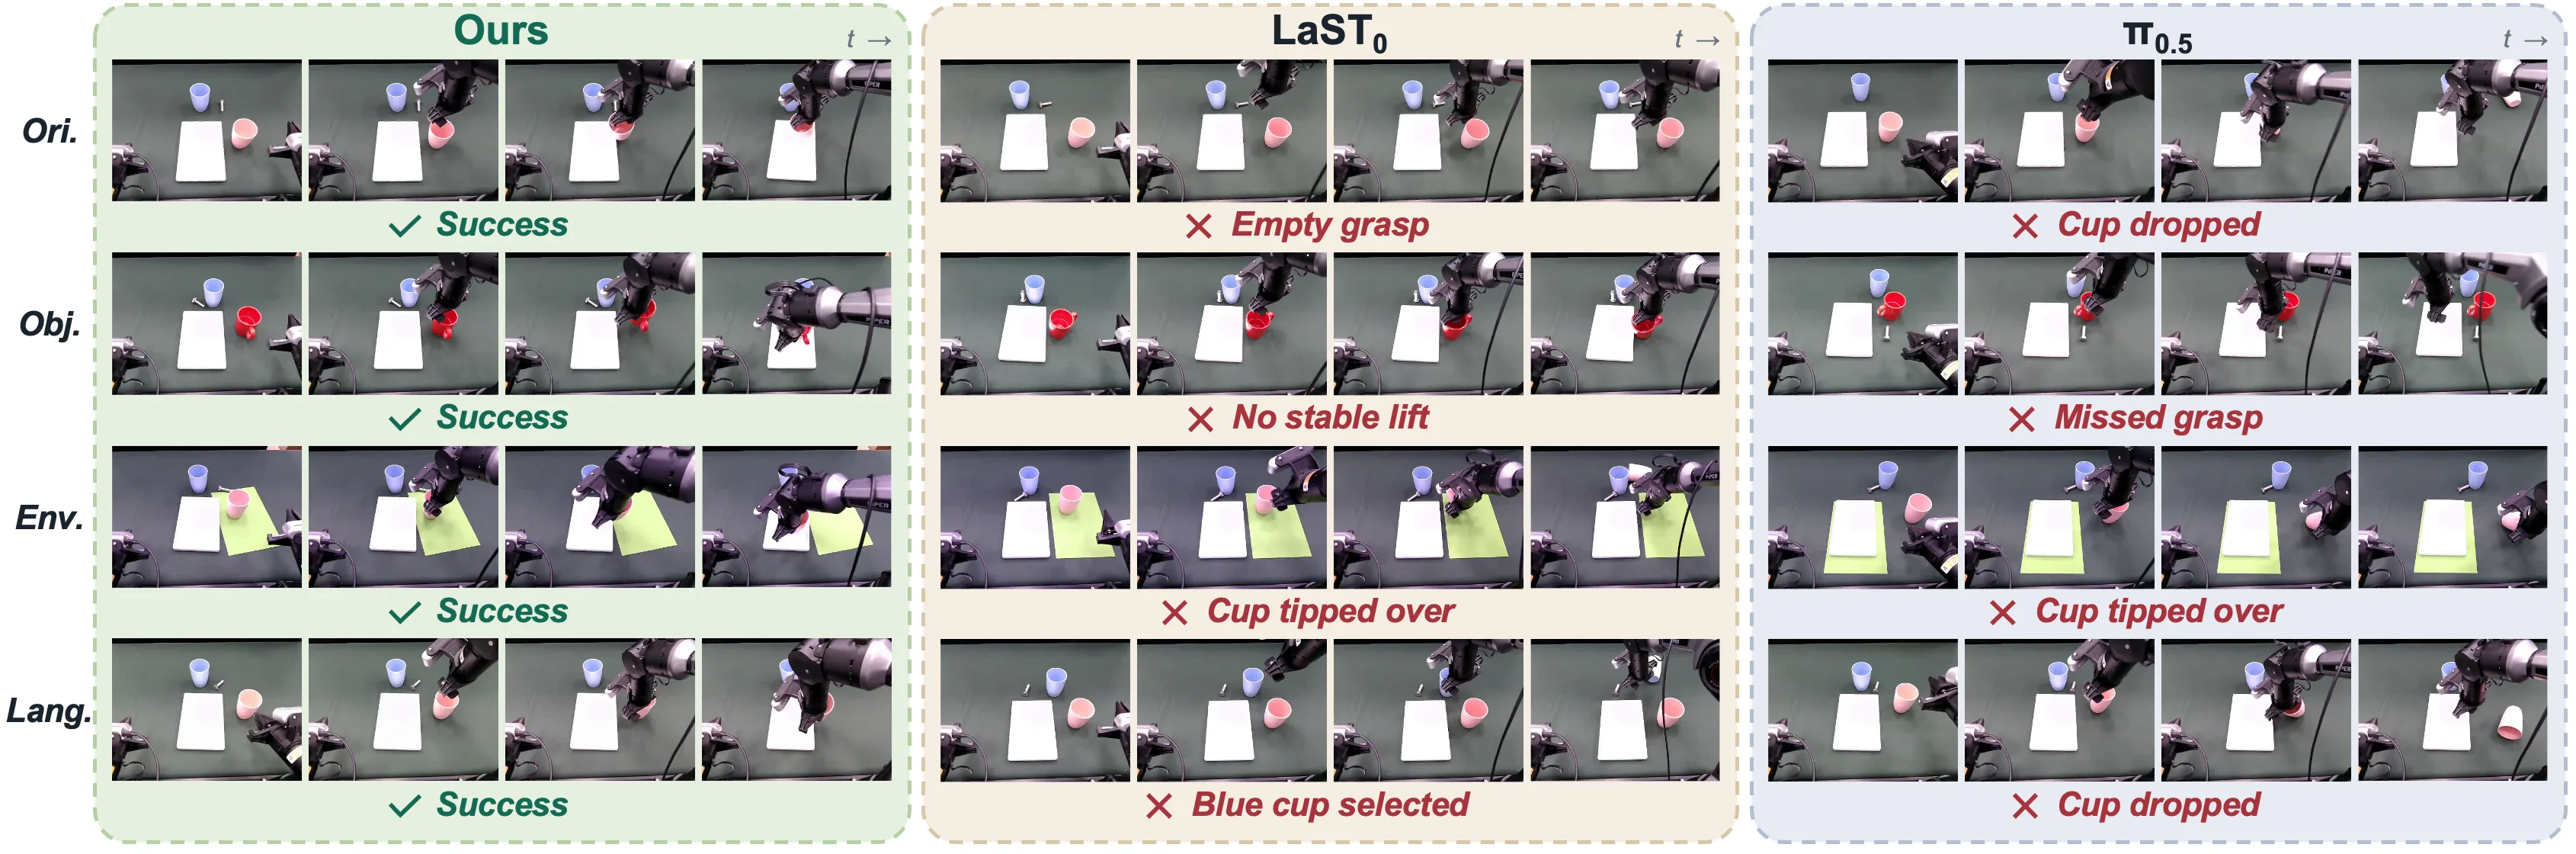 Ours
t →
LaST₀
t →
π₀.₅
t →
Ori.
✓ Success
✕ Empty grasp
✕ Cup dropped
Obj.
✓ Success
✕ No stable lift
✕ Missed grasp
Env.
✓ Success
✕ Cup tipped over
✕ Cup tipped over
Lang.
✓ Success
✕ Blue cup selected
✕ Cup dropped